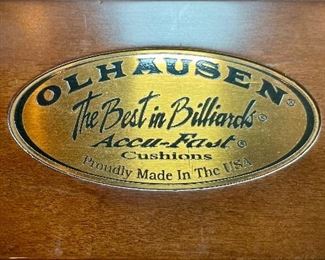 OLHAUSEN®
The Best in Billiards®
Accu-Fast®
Cushions
Proudly Made In The USA